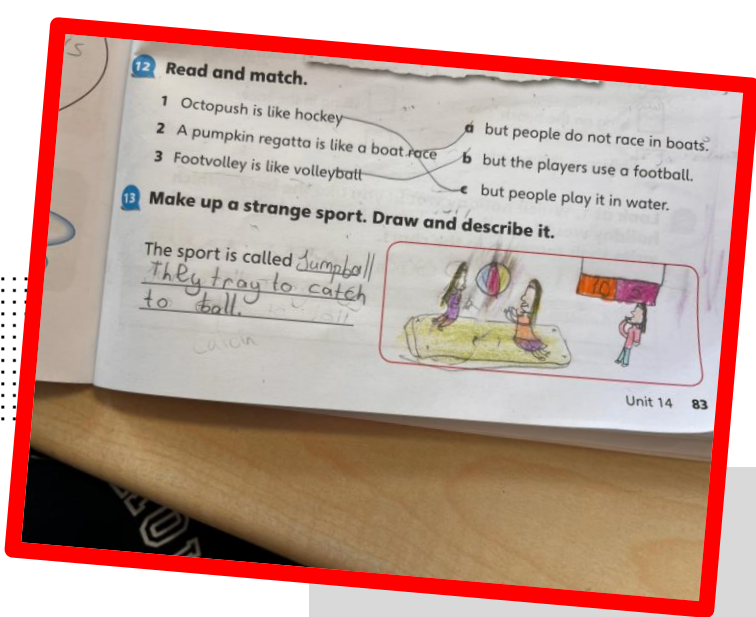 12 Read and match.
1 Octopush is like hockey
2 A pumpkin regatta is like a boat race
3 Footvolley is like volleyball
a but people do not race in boats.
b but the players use a football.
c but people play it in water.
13 Make up a strange sport. Draw and describe it.
The sport is called Jumpball
They tray to catch
to ball.
catch
10 5
Unit 14 83